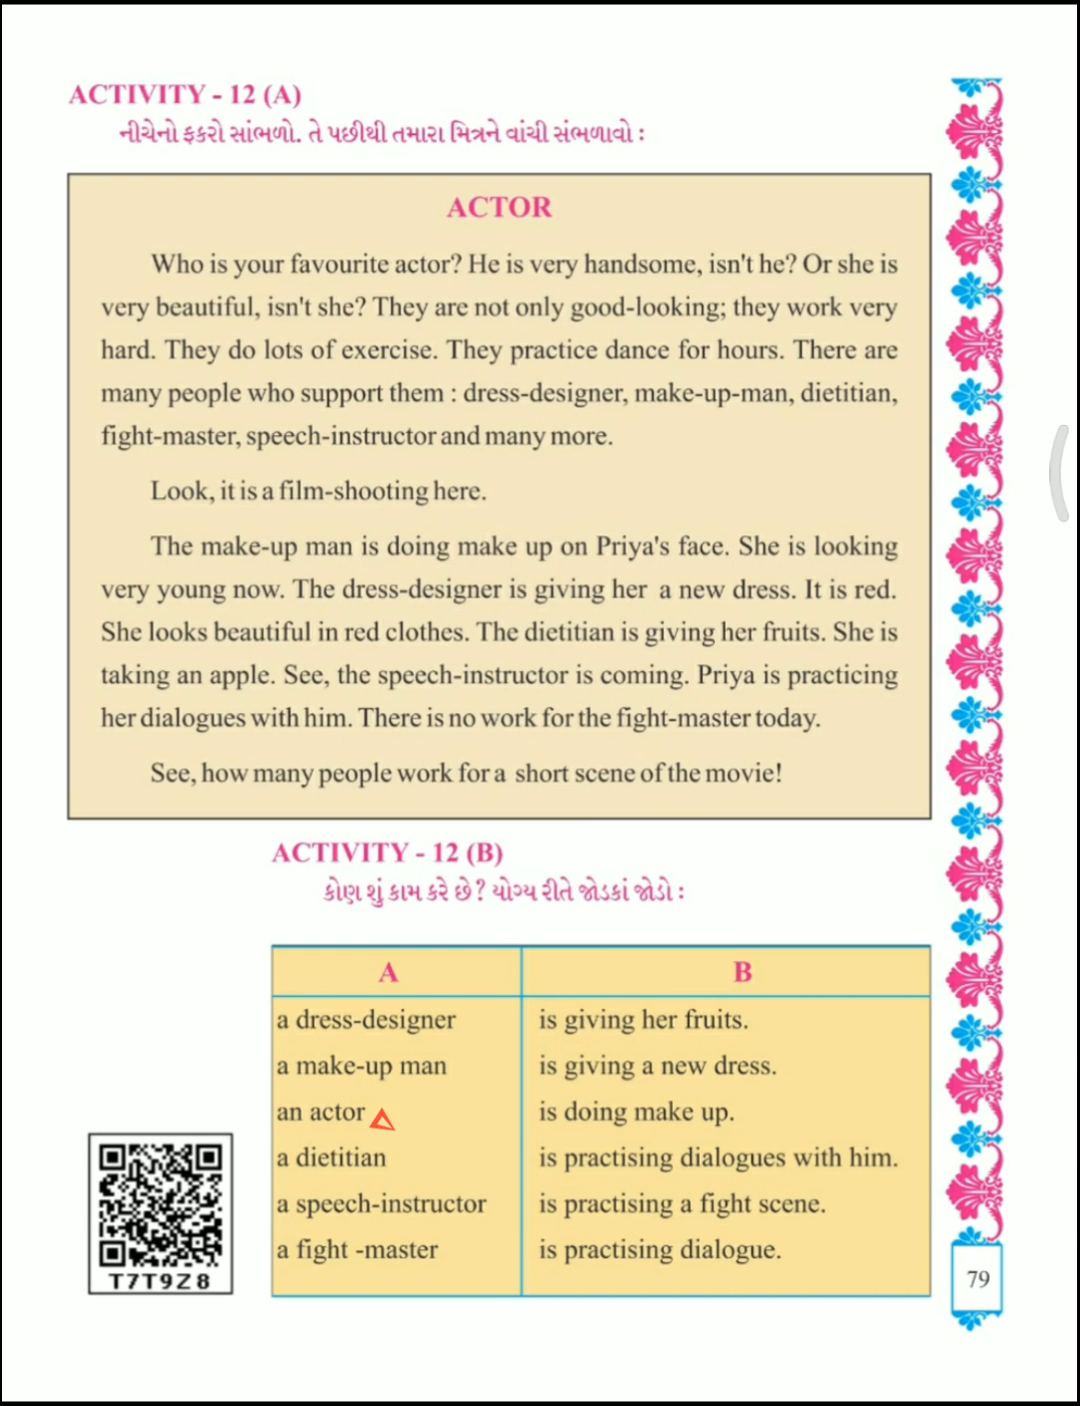 ACTIVITY - 12 (A)
નીચેનો ફકરો સાંભળો. તે પછીથી તમારા મિત્રને વાંચી સંભળાવો :
ACTOR
Who is your favourite actor? He is very handsome, isn't he? Or she is
very beautiful, isn't she? They are not only good-looking; they work very
hard. They do lots of exercise. They practice dance for hours. There are
many people who support them : dress-designer, make-up-man, dietitian,
fight-master, speech-instructor and many more.
Look, it is a film-shooting here.
The make-up man is doing make up on Priya's face. She is looking
very young now. The dress-designer is giving her a new dress. It is red.
She looks beautiful in red clothes. The dietitian is giving her fruits. She is
taking an apple. See, the speech-instructor is coming. Priya is practicing
her dialogues with him. There is no work for the fight-master today.
See, how many people work for a short scene of the movie!
ACTIVITY - 12 (B)
કોણ શું કામ કરે છે? યોગ્ય રીતે જોડકાં જોડો :
A B
a dress-designer is giving her fruits.
a make-up man is giving a new dress.
an actor is doing make up.
a dietitian is practising dialogues with him.
a speech-instructor is practising a fight scene.
a fight -master is practising dialogue.
T7T9Z8
79